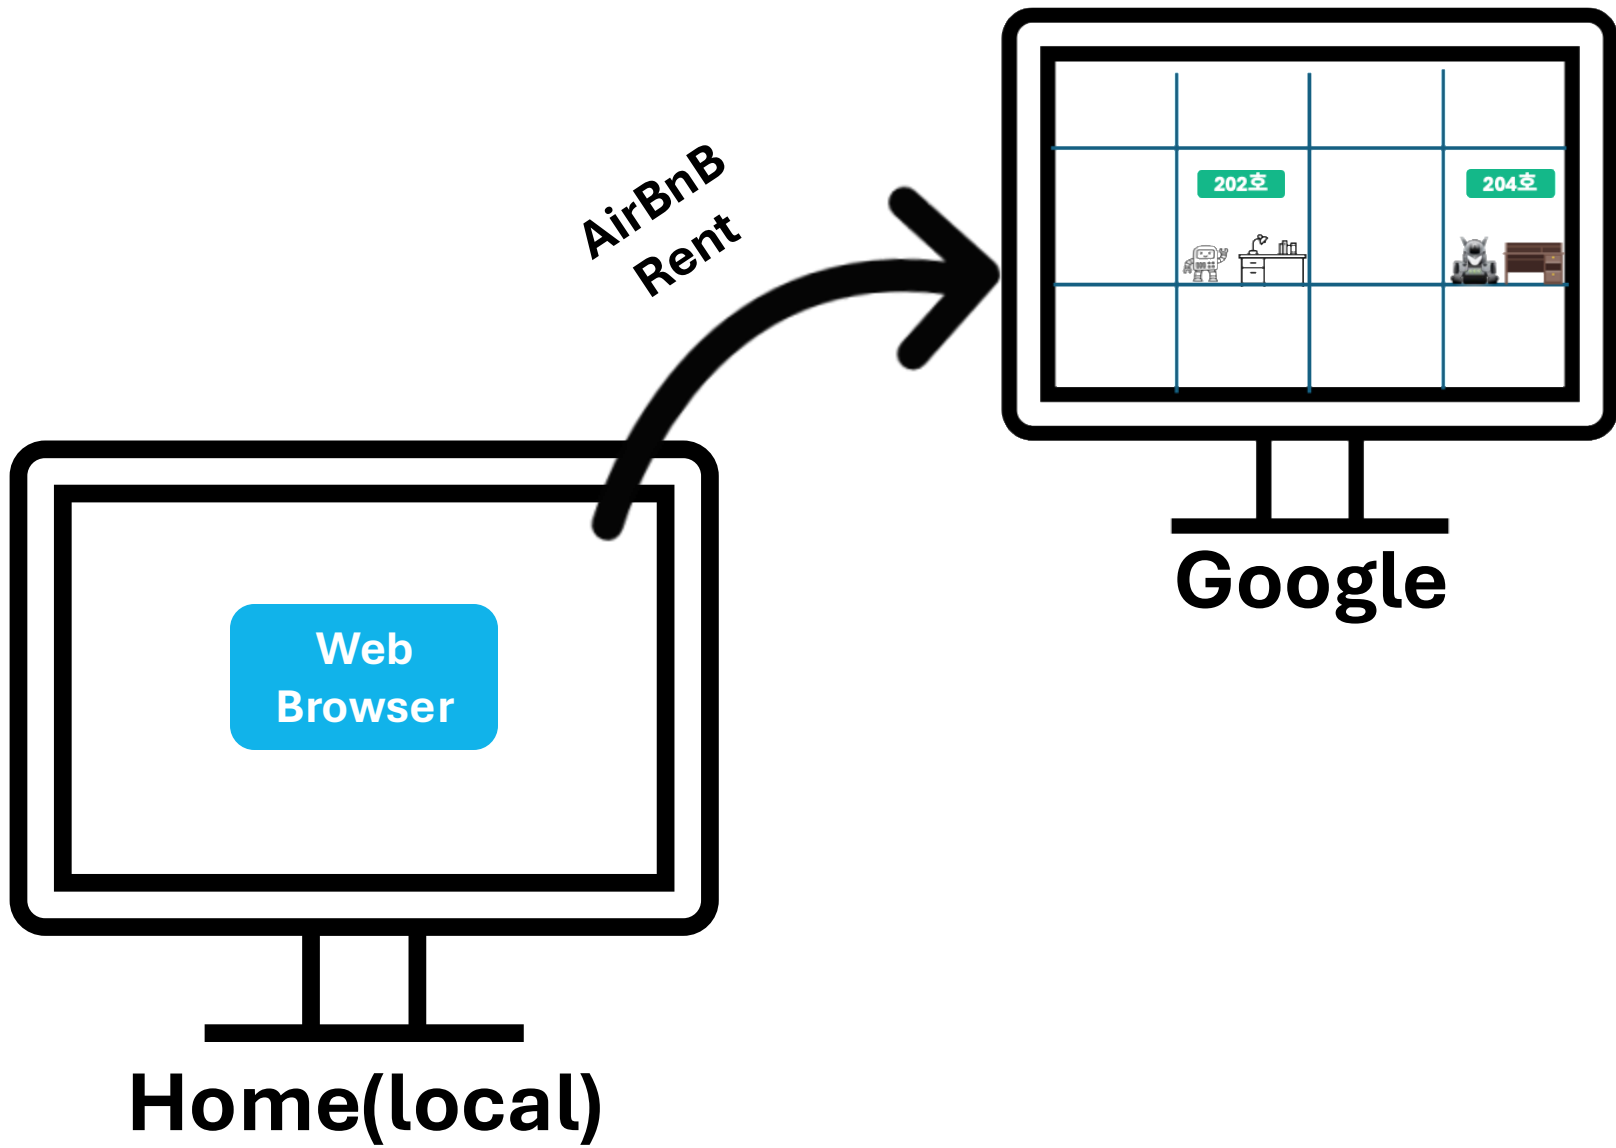 AirBnB
Rent
202호
204호
Google
Web
Browser
Home(local)